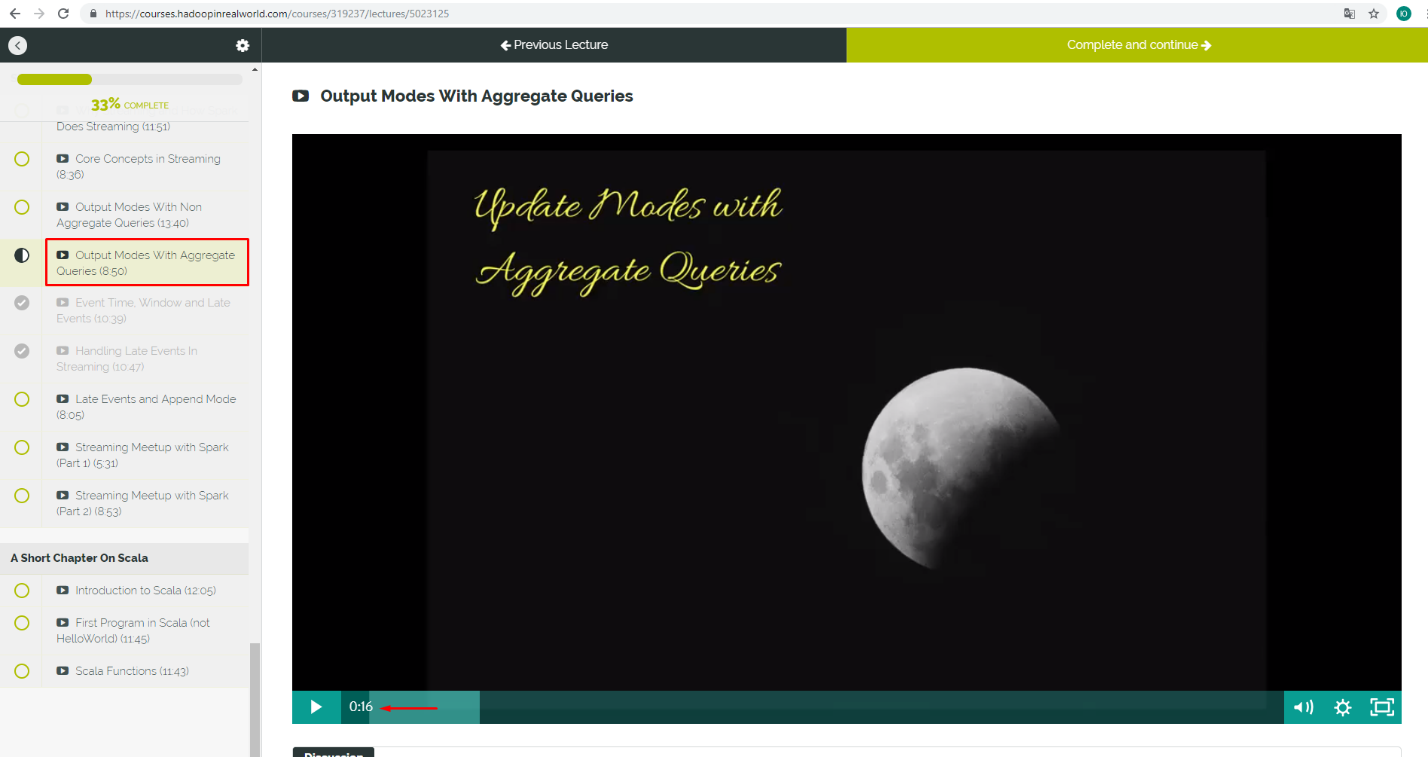 https://courses.hadoopinrealworld.com/courses/319237/lectures/5023125
IO
Previous Lecture
Complete and continue
33% COMPLETE
Does Streaming (11:51)
Core Concepts in Streaming
(8:36)
Output Modes With Non
Aggregate Queries (13:40)
Output Modes With Aggregate
Queries (8:50)
Event Time, Window and Late
Events (10:39)
Handling Late Events In
Streaming (10:47)
Late Events and Append Mode
(8:05)
Streaming Meetup with Spark
(Part 1) (5:31)
Streaming Meetup with Spark
(Part 2) (8:53)
A Short Chapter On Scala
Introduction to Scala (12:05)
First Program in Scala (not
HelloWorld) (11:45)
Scala Functions (11:43)
Output Modes With Aggregate Queries
Update Modes with
Aggregate Queries
0:16
Discussion